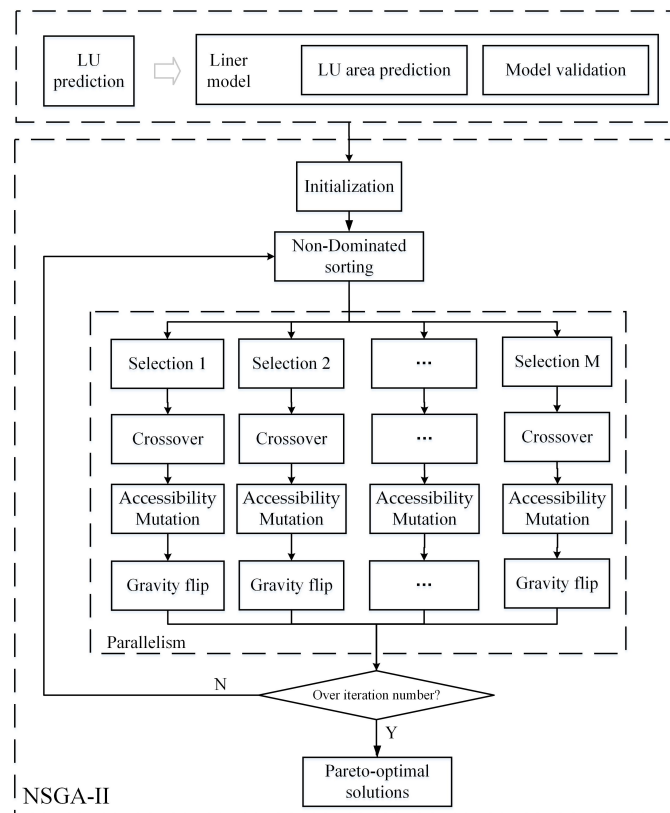 LU
prediction
Liner
model
LU area prediction
Model validation
Initialization
Non-Dominated
sorting
Selection 1
Selection 2
...
Selection M
Crossover
Crossover
...
Crossover
Accessibility
Mutation
Accessibility
Mutation
Accessibility
Mutation
Accessibility
Mutation
Gravity flip
Gravity flip
...
Gravity flip
Parallelism
N
Over iteration number?
Y
Pareto-optimal
solutions
NSGA-II